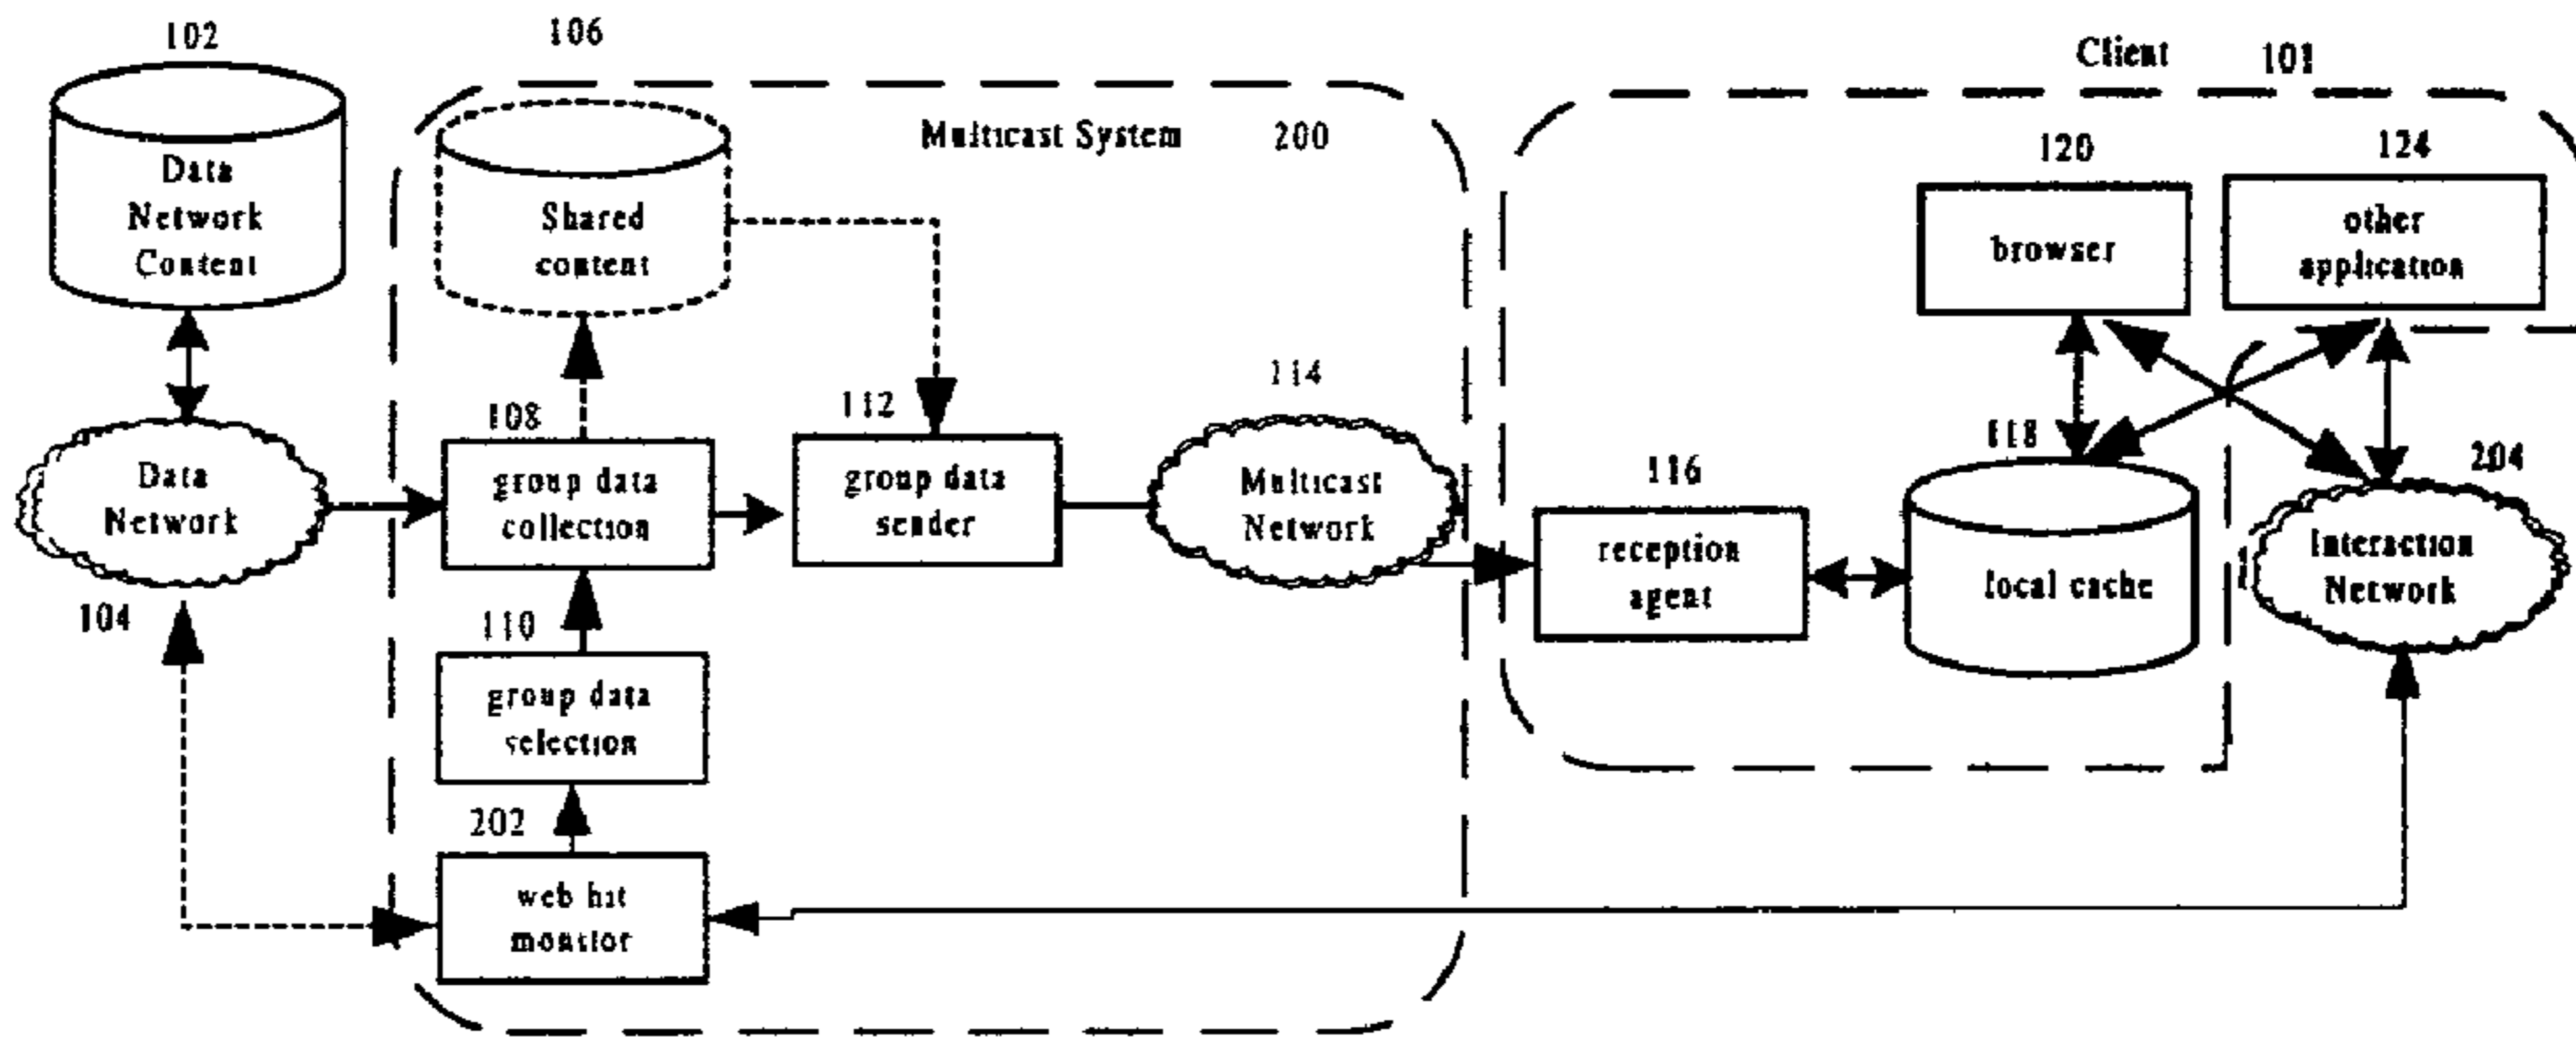 102
Data
Network
Content
Data
Network
104
106
Multicast System 200
Shared
content
108
group data
collection
112
group data
sender
114
Multicast
Network
110
group data
selection
202
web hit
monitor
Client 101
120
browser
124
other
application
116
reception
agent
118
local cache
204
Interaction
Network